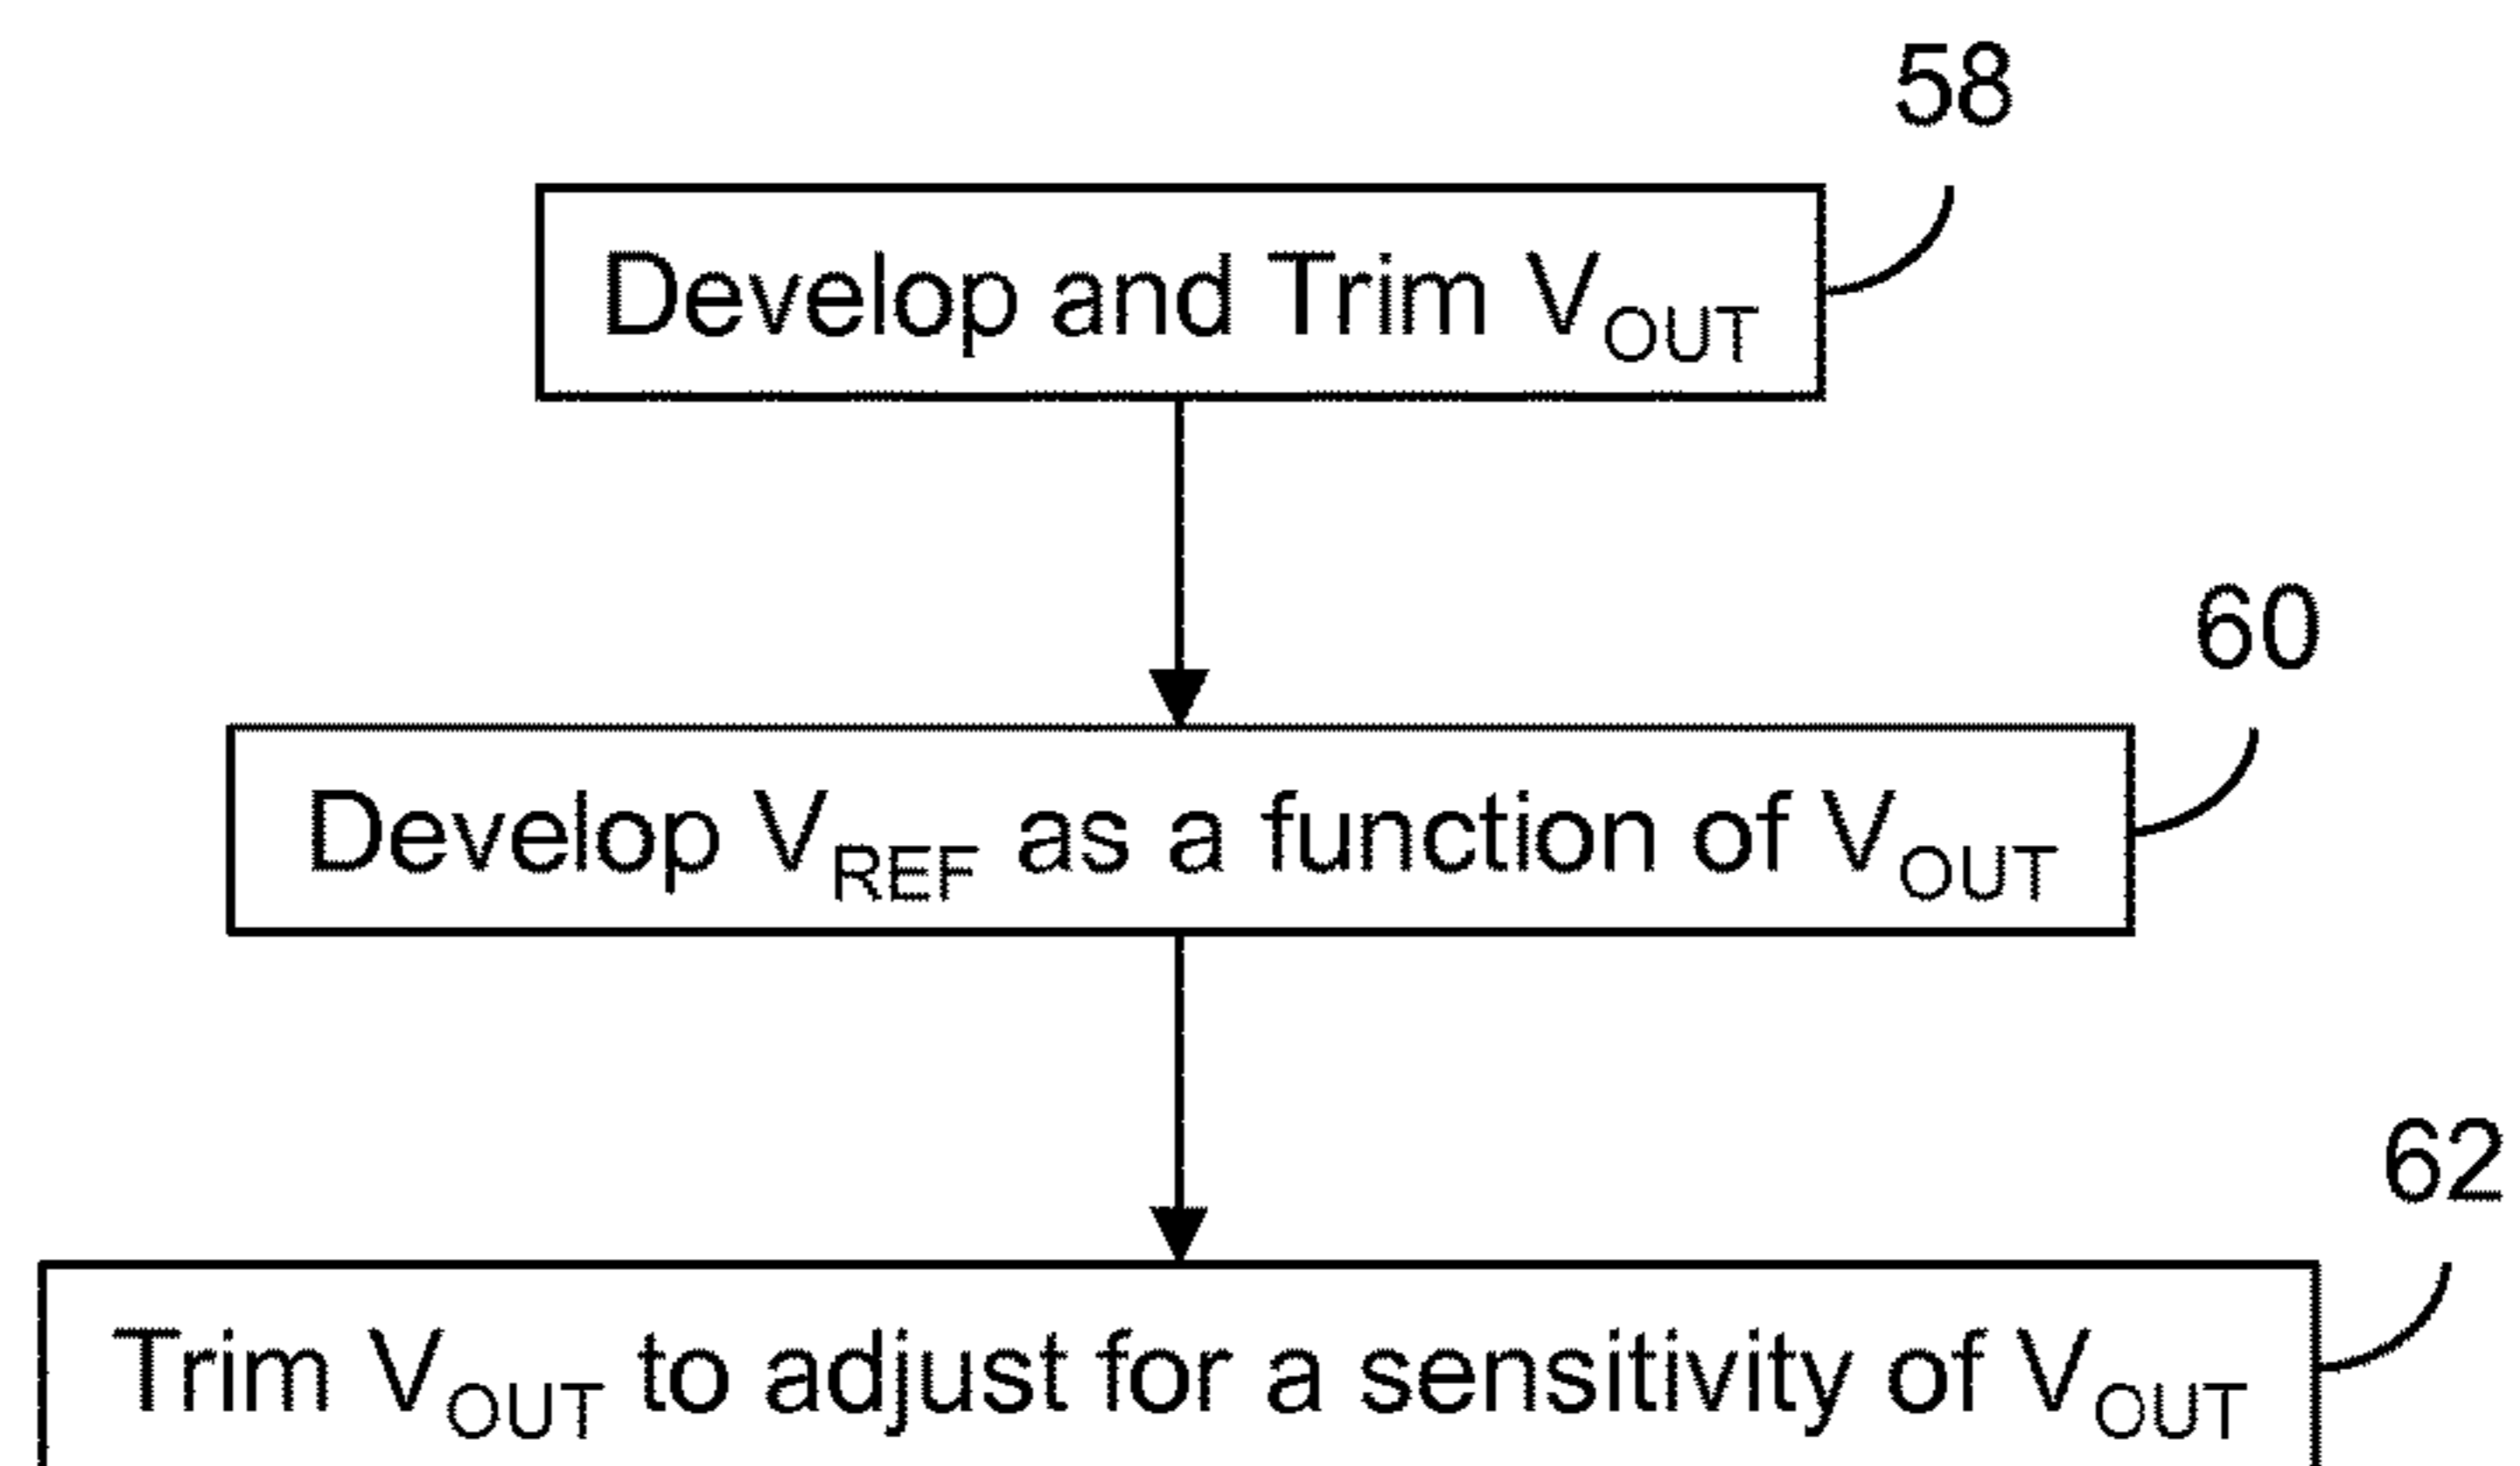 58
Develop and Trim VOUT
60
Develop VREF as a function of VOUT
62
Trim VOUT to adjust for a sensitivity of VOUT